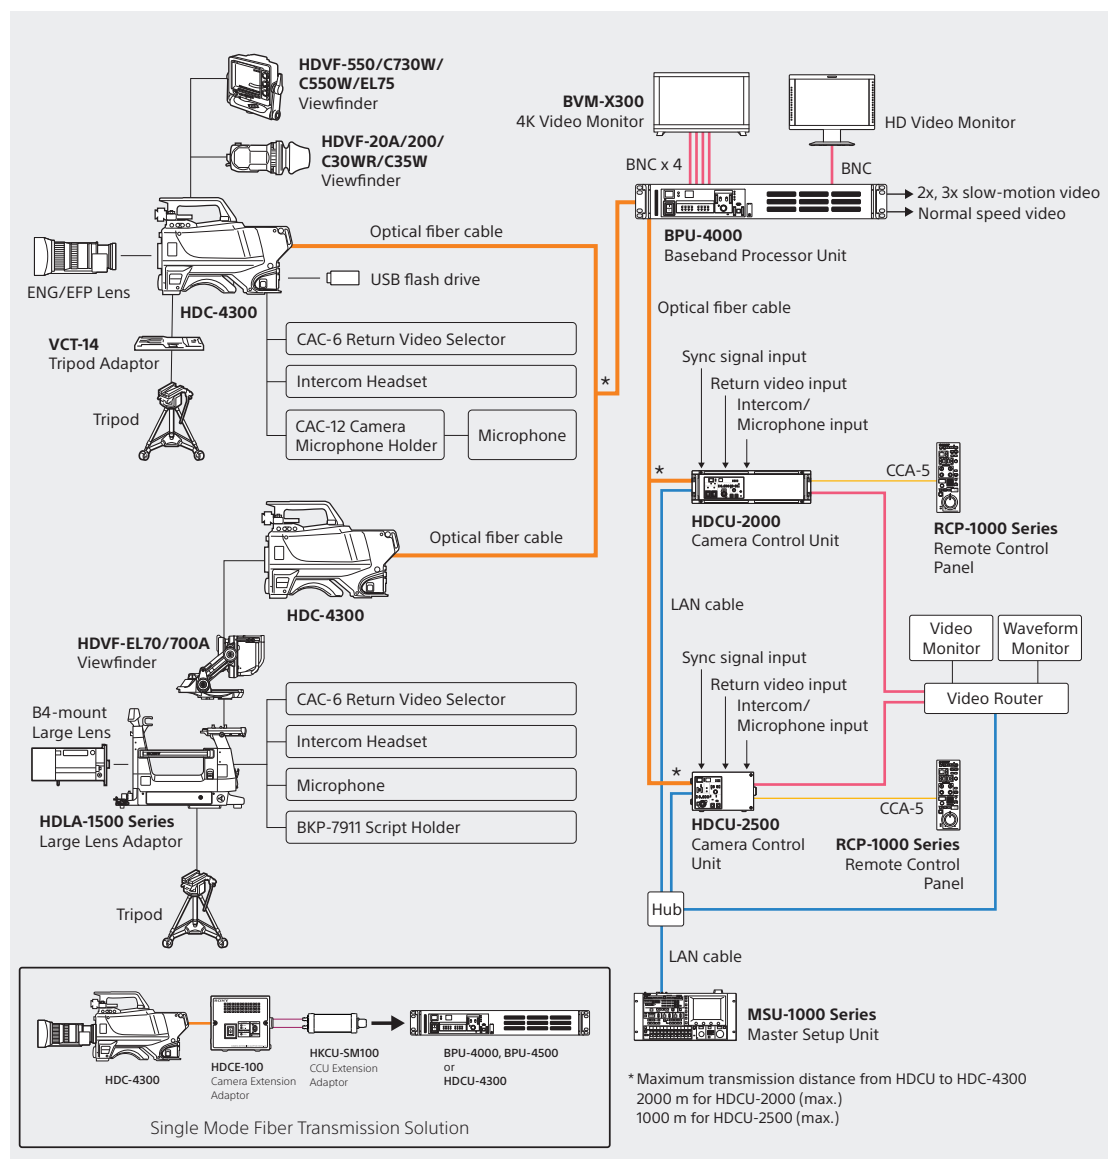 HDVF-550/C730W/
C550W/EL75
Viewfinder
HDVF-20A/200/
C30WR/C35W
Viewfinder
BVM-X300
4K Video Monitor
HD Video Monitor
BNC x 4
BNC
2x, 3x slow-motion video
Normal speed video
BPU-4000
Baseband Processor Unit
Optical fiber cable
ENG/EFP Lens
USB flash drive
HDC-4300
Optical fiber cable
VCT-14
Tripod Adaptor
CAC-6 Return Video Selector
Intercom Headset
CAC-12 Camera
Microphone Holder
Microphone
Tripod
*
Sync signal input
Return video input
Intercom/
Microphone input
*
CCA-5
HDCU-2000
Camera Control Unit
RCP-1000 Series
Remote Control
Panel
Optical fiber cable
HDC-4300
LAN cable
HDVF-EL70/700A
Viewfinder
Video
Monitor
Waveform
Monitor
Video Router
Sync signal input
Return video input
Intercom/
Microphone input
B4-mount
Large Lens
CAC-6 Return Video Selector
Intercom Headset
Microphone
BKP-7911 Script Holder
HDLA-1500 Series
Large Lens Adaptor
*
CCA-5
HDCU-2500
Camera Control
Unit
RCP-1000 Series
Remote Control
Panel
Tripod
Hub
LAN cable
MSU-1000 Series
Master Setup Unit
SONY
HDC-4300
HDCE-100
Camera Extension
Adaptor
HKCU-SM100
CCU Extension
Adaptor
BPU-4000, BPU-4500
or
HDCU-4300
Single Mode Fiber Transmission Solution
* Maximum transmission distance from HDCU to HDC-4300
2000 m for HDCU-2000 (max.)
1000 m for HDCU-2500 (max.)